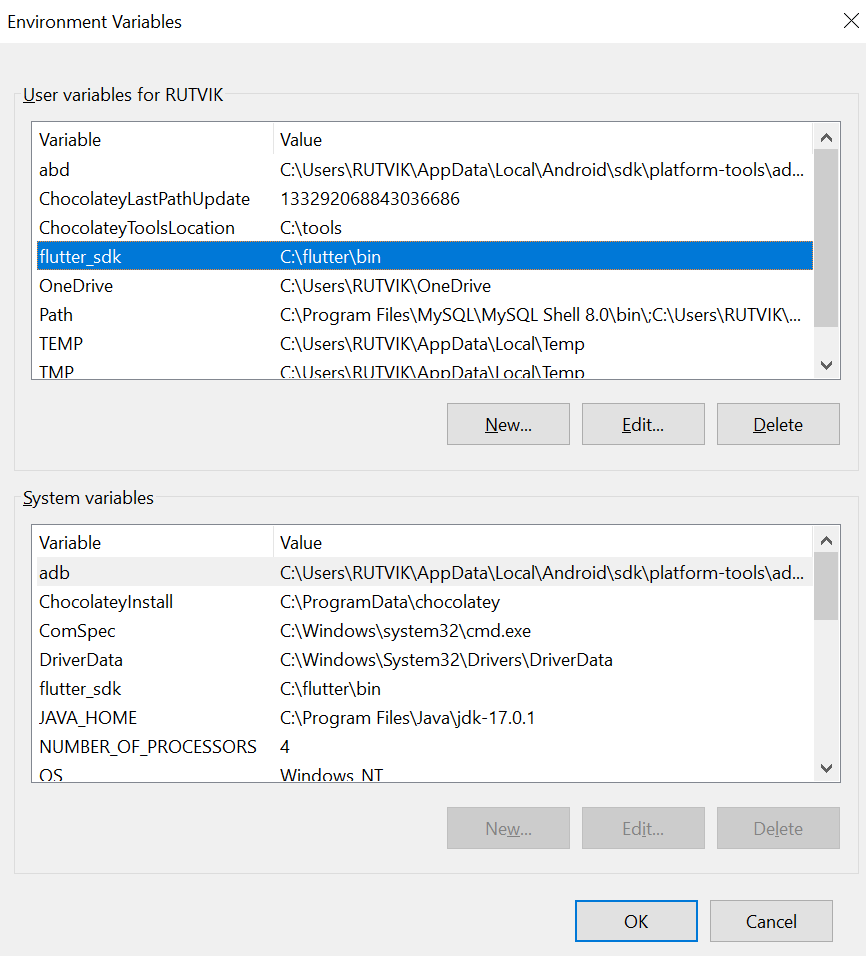 Environment Variables
User variables for RUTVIK
Variable Value
abd C:\Users\RUTVIK\AppData\Local\Android\sdk\platform-tools\ad...
ChocolateyLastPathUpdate 133292068843036686
ChocolateyToolsLocation C:\tools
flutter_sdk C:\flutter\bin
OneDrive C:\Users\RUTVIK\OneDrive
Path C:\Program Files\MySQL\MySQL Shell 8.0\bin\;C:\Users\RUTVIK\...
TEMP C:\Users\RUTVIK\AppData\Local\Temp
TMP C:\Users\RUTVIK\AppData\Local\Temp
New... Edit... Delete
System variables
Variable Value
adb C:\Users\RUTVIK\AppData\Local\Android\sdk\platform-tools\ad...
ChocolateyInstall C:\ProgramData\chocolatey
ComSpec C:\Windows\system32\cmd.exe
DriverData C:\Windows\System32\Drivers\DriverData
flutter_sdk C:\flutter\bin
JAVA_HOME C:\Program Files\Java\jdk-17.0.1
NUMBER_OF_PROCESSORS 4
OS Windows_NT
New... Edit... Delete
OK Cancel